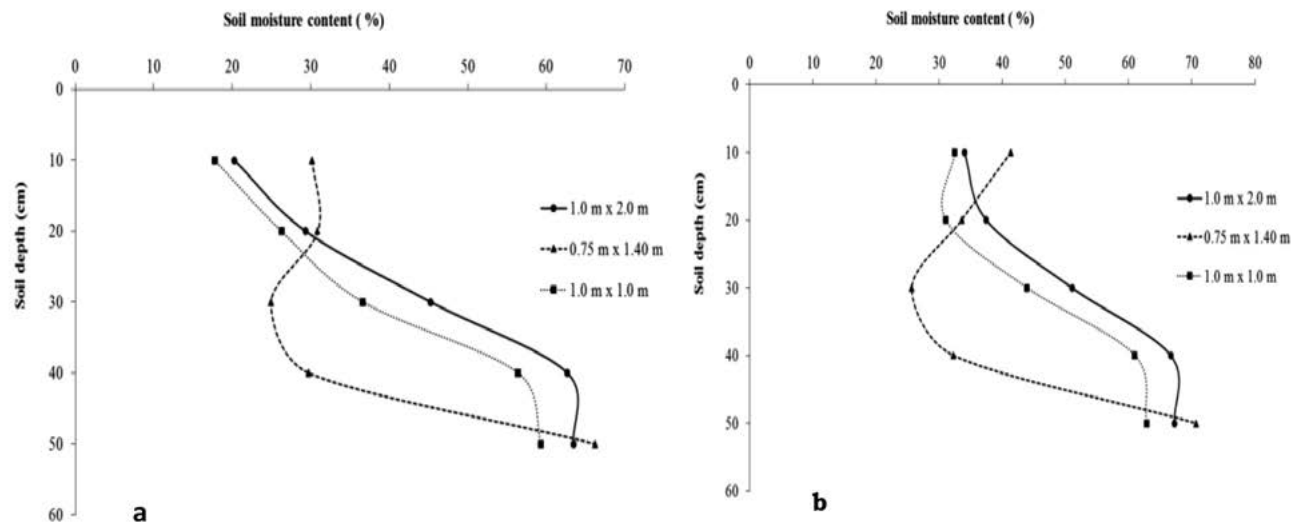 Soil moisture content ( %)
0 10 20 30 40 50 60 70
0
10
20
30
40
50
60
Soil depth (cm)
1.0 m x 2.0 m
0.75 m x 1.40 m
1.0 m x 1.0 m
a
Soil moisture content ( %)
0 10 20 30 40 50 60 70 80
0
10
20
30
40
50
60
Soil depth (cm)
1.0 m x 2.0 m
0.75 m x 1.40 m
1.0 m x 1.0 m
b